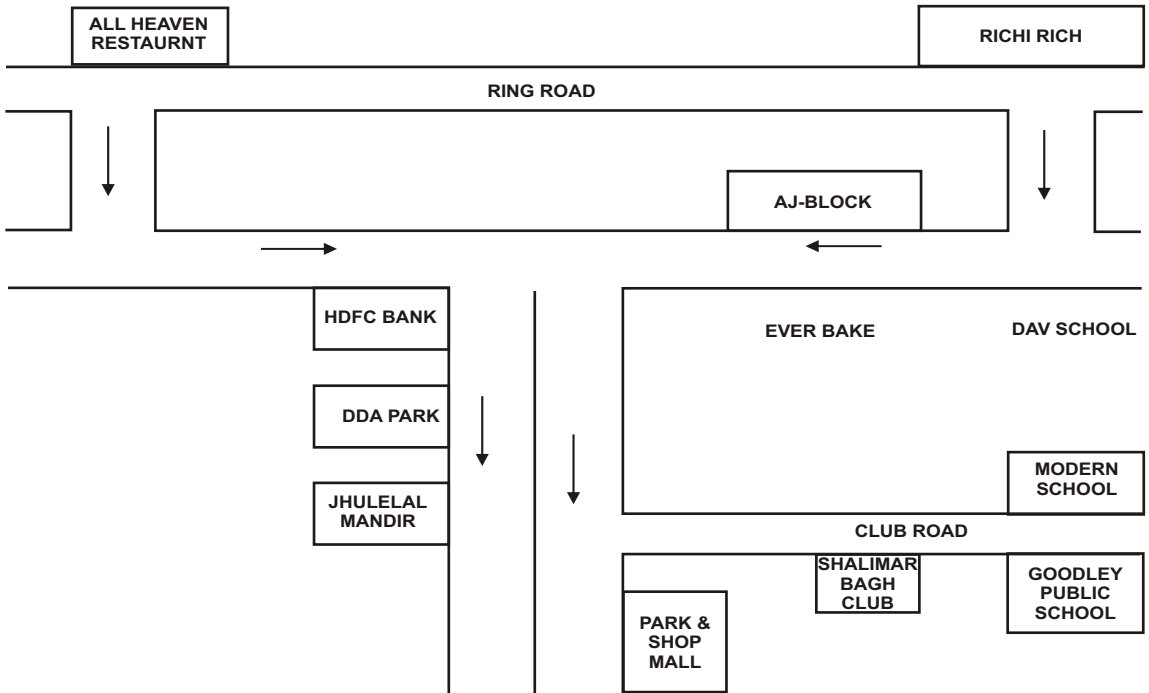 ALL HEAVEN
RESTAURNT
RICHI RICH
RING ROAD
AJ-BLOCK
HDFC BANK
EVER BAKE
DAV SCHOOL
DDA PARK
MODERN
SCHOOL
JHULELAL
MANDIR
CLUB ROAD
SHALIMAR
BAGH
CLUB
GOODLEY
PUBLIC
SCHOOL
PARK &
SHOP
MALL